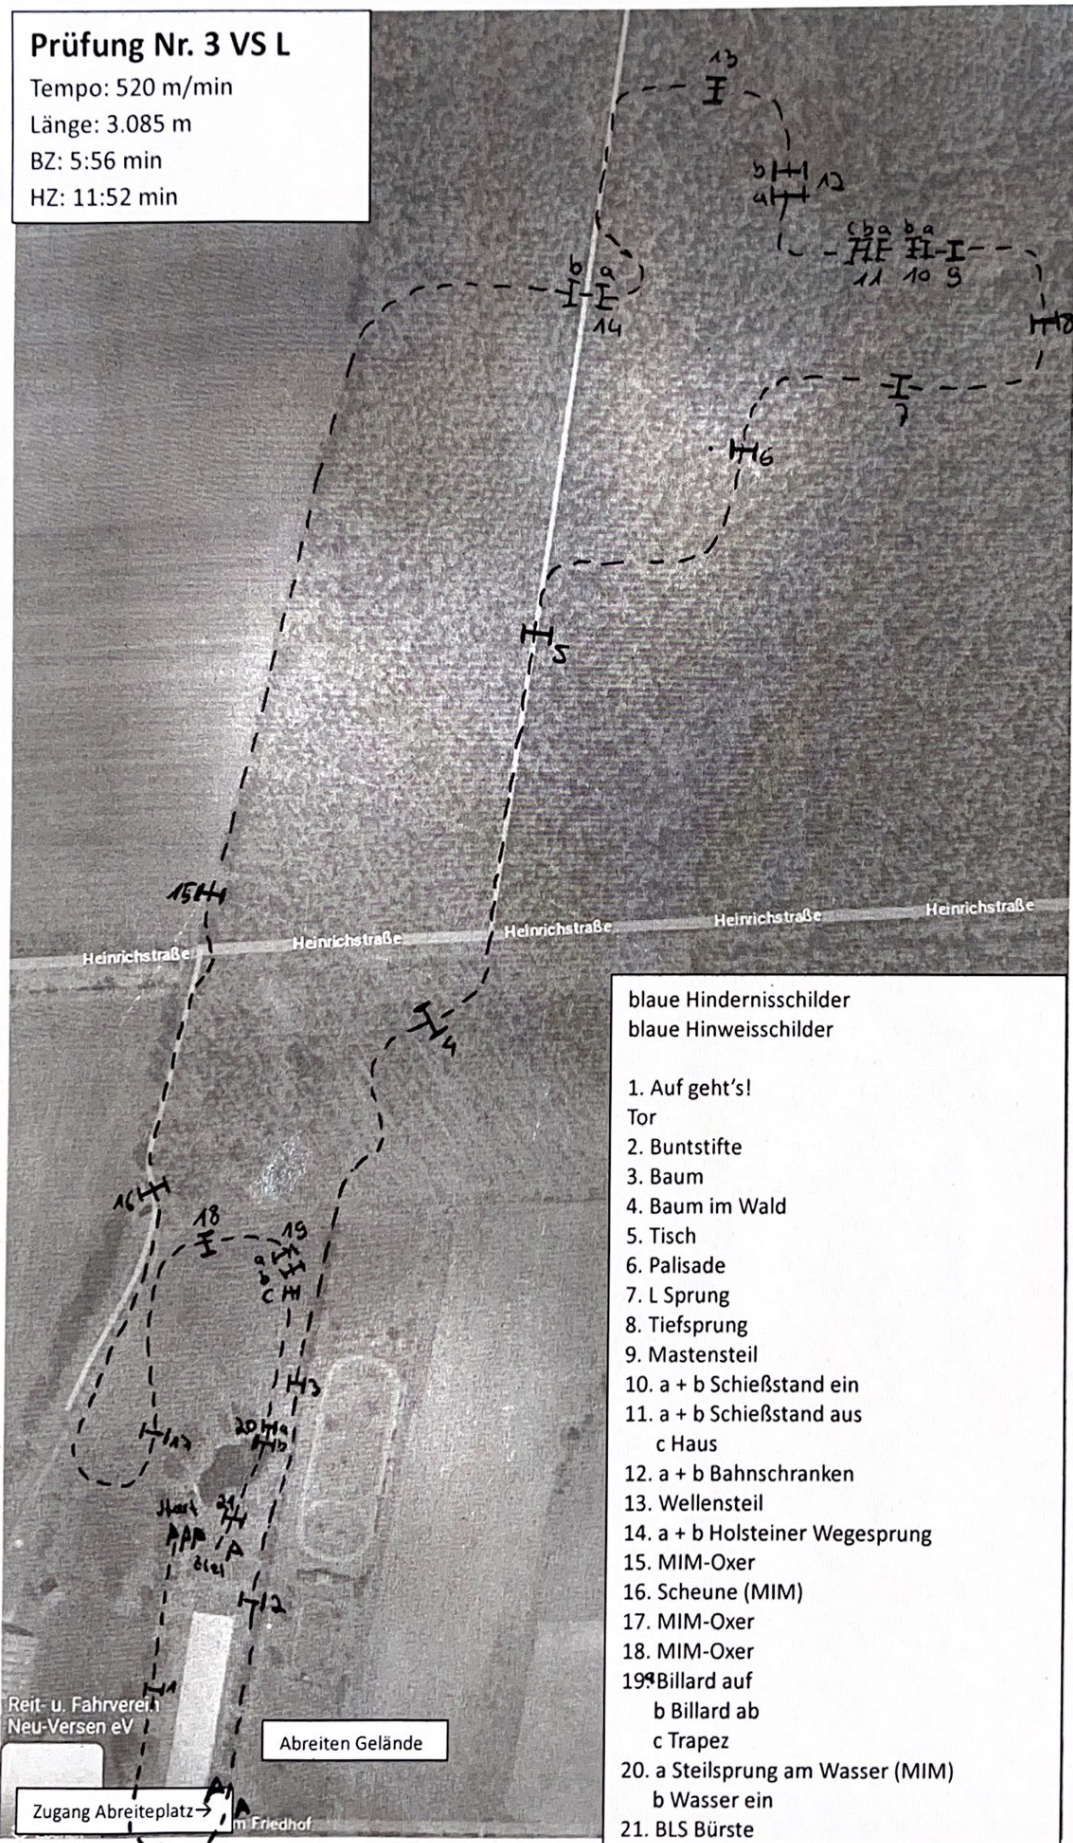 Prüfung Nr. 3 VS L
Tempo: 520 m/min
Länge: 3.085 m
BZ: 5:56 min
HZ: 11:52 min
13
b
a 12
c b a b a
11 10 9
b a
14
8
7
6
5
15
Heinrichstraße Heinrichstraße Heinrichstraße Heinrichstraße Heinrichstraße
4
16
18
19
a
b
c
3
20 a
b
17
Start
21
Ziel
2
1
Reit- u. Fahrverein
Neu-Versen eV
Abreiten Gelände
Zugang Abreiteplatz→
m Friedhof
blaue Hindernisschilder
blaue Hinweisschilder
1. Auf geht's!
Tor
2. Buntstifte
3. Baum
4. Baum im Wald
5. Tisch
6. Palisade
7. L Sprung
8. Tiefsprung
9. Mastensteil
10. a + b Schießstand ein
11. a + b Schießstand aus
c Haus
12. a + b Bahnschranken
13. Wellensteil
14. a + b Holsteiner Wegesprung
15. MIM-Oxer
16. Scheune (MIM)
17. MIM-Oxer
18. MIM-Oxer
19.a Billard auf
b Billard ab
c Trapez
20. a Steilsprung am Wasser (MIM)
b Wasser ein
21. BLS Bürste